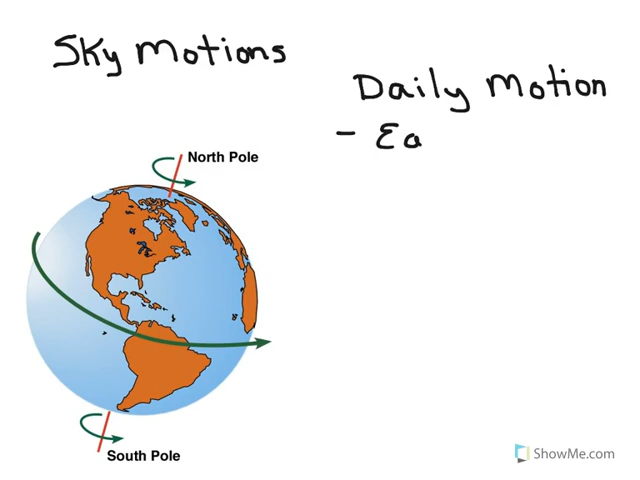 Sky Motions
Daily Motion
- Ea
North Pole
South Pole
ShowMe.com